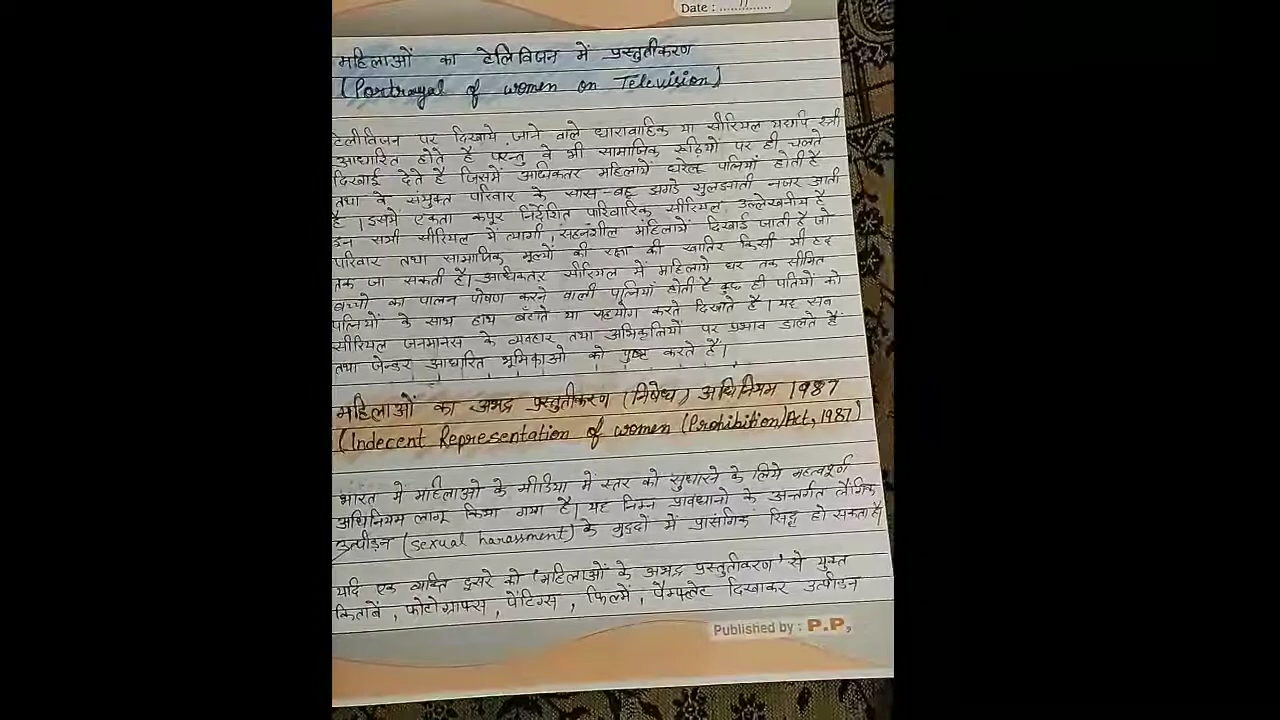 Date : ..............
महिलाओं का टेलिविजन में प्रस्तुतीकरण
(Portrayal of women on Television)
टेलीविजन पर दिखाये जाने वाले धारावाहिक या सीरियल यद्यपि स्त्री
आधारित होते है परन्तु वे भी सामाजिक रूढ़ियों पर ही चलते
दिखाई देते है जिसमें अधिकतर महिलायें घरेलू पत्नियां होती है
तथा वे संयुक्त परिवार के सास-बहू झगडे सुलझाती नजर आती
है । इसमें एकता कपूर निर्देशित पारिवारिक सीरियल उल्लेखनीय है
इन सभी सीरियल में त्यागी, सहनशील महिलायें दिखाई जाती है जो
परिवार तथा सामाजिक मूल्यों की रक्षा की खातिर किसी भी हद
तक जा सकती है। अधिकतर सीरियल में महिलाये घर तक सीमित
बच्चो का पालन पोषण करने वाली पत्नियां होती है कुछ ही पतियों को
पत्नियों के साथ हाथ बँटाते या सहयोग करते दिखाते है । यह सब
सीरियल जनमानस के व्यवहार तथा अभिवृत्तियों पर प्रभाव डालते है
तथा जेन्डर आधारित भूमिकाओ को पुष्ट करते है।
महिलाओं का अभद्र प्रस्तुतीकरण (निषेध) अधिनियम 1987
(Indecent Representation of women (Prohibition) Act, 1987)
भारत में महिलाओ के मीडिया में स्तर को सुधारने के लिये महत्वपूर्ण
अधिनियम लागू किया गया है। यह निम्न प्रावधानो के अन्तर्गत लैंगिक
उत्पीड़न (sexual harassment) के मुद्दों में प्रासंगिक सिद्ध हो सकता है।
यदि एक व्यक्ति दूसरे को 'महिलाओं के अभद्र प्रस्तुतीकरण' से युक्त
किताबें , फोटोग्राफ्स , पेंटिंग्स , फिल्में , पैम्फ्लेट दिखाकर उत्पीडन
Published by : P.P,